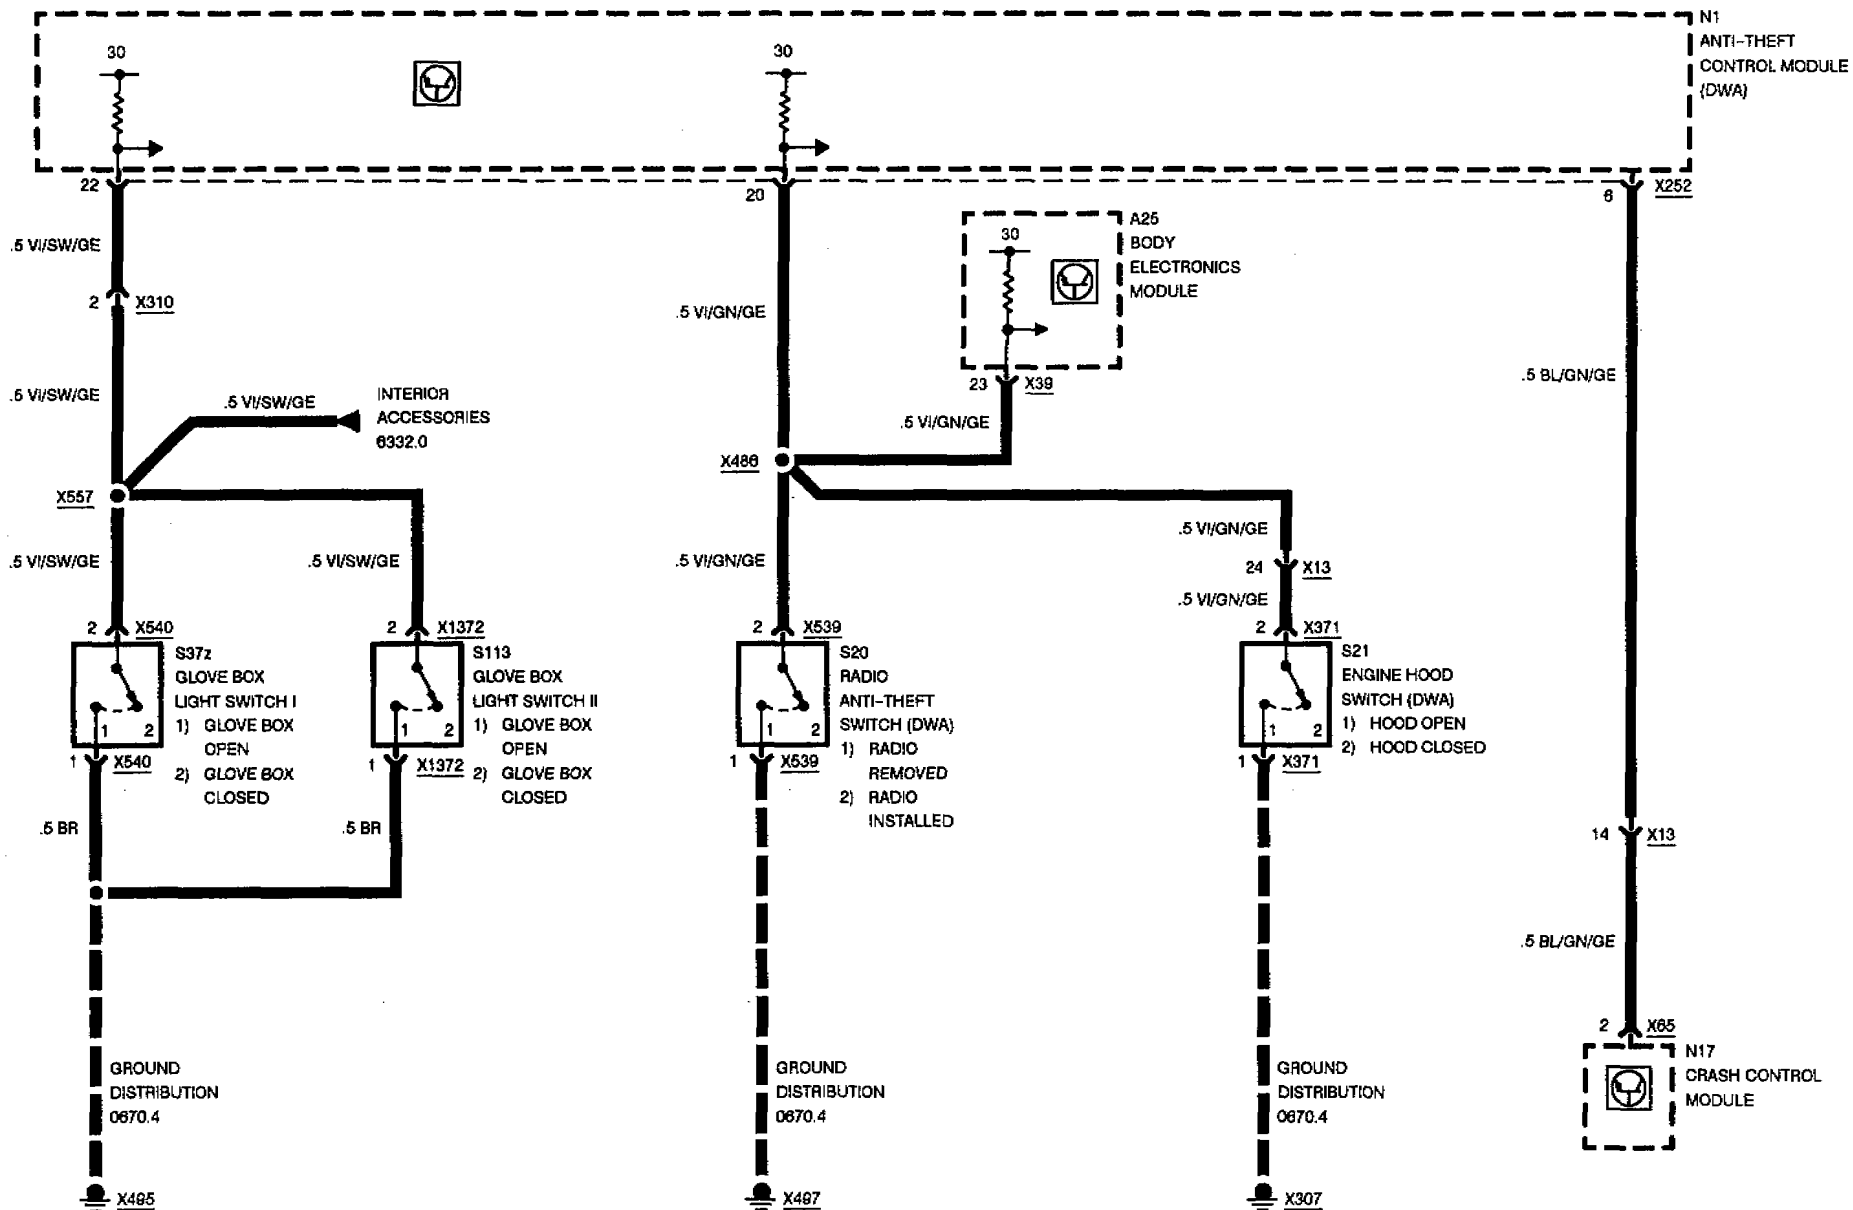 N1
ANTI-THEFT
CONTROL MODULE
(DWA)
30
30
22
20
6
X252
.5 VI/SW/GE
2
X310
.5 VI/GN/GE
A25
BODY
ELECTRONICS
MODULE
30
23
X39
.5 VI/GN/GE
.5 BL/GN/GE
.5 VI/SW/GE
.5 VI/SW/GE
INTERIOR
ACCESSORIES
6332.0
X557
X486
.5 VI/SW/GE
.5 VI/SW/GE
.5 VI/GN/GE
.5 VI/GN/GE
24
X13
.5 VI/GN/GE
2
X540
S37z
GLOVE BOX
LIGHT SWITCH I
1) GLOVE BOX
OPEN
2) GLOVE BOX
CLOSED
1
2
1
X540
2
X1372
S113
GLOVE BOX
LIGHT SWITCH II
1) GLOVE BOX
OPEN
2) GLOVE BOX
CLOSED
1
2
1
X1372
2
X539
S20
RADIO
ANTI-THEFT
SWITCH (DWA)
1) RADIO
REMOVED
2) RADIO
INSTALLED
1
2
1
X539
2
X371
S21
ENGINE HOOD
SWITCH (DWA)
1) HOOD OPEN
2) HOOD CLOSED
1
2
1
X371
.5 BR
.5 BR
14
X13
.5 BL/GN/GE
2
X65
N17
CRASH CONTROL
MODULE
GROUND
DISTRIBUTION
0670.4
X495
GROUND
DISTRIBUTION
0670.4
X497
GROUND
DISTRIBUTION
0670.4
X307